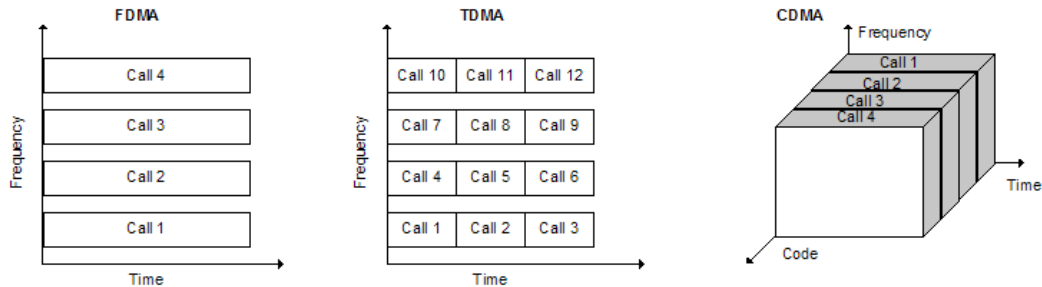 FDMA
Frequency
Call 4
Call 3
Call 2
Call 1
Time
TDMA
Frequency
Call 10 Call 11 Call 12
Call 7 Call 8 Call 9
Call 4 Call 5 Call 6
Call 1 Call 2 Call 3
Time
CDMA
Frequency
Call 1
Call 2
Call 3
Call 4
Time
Code